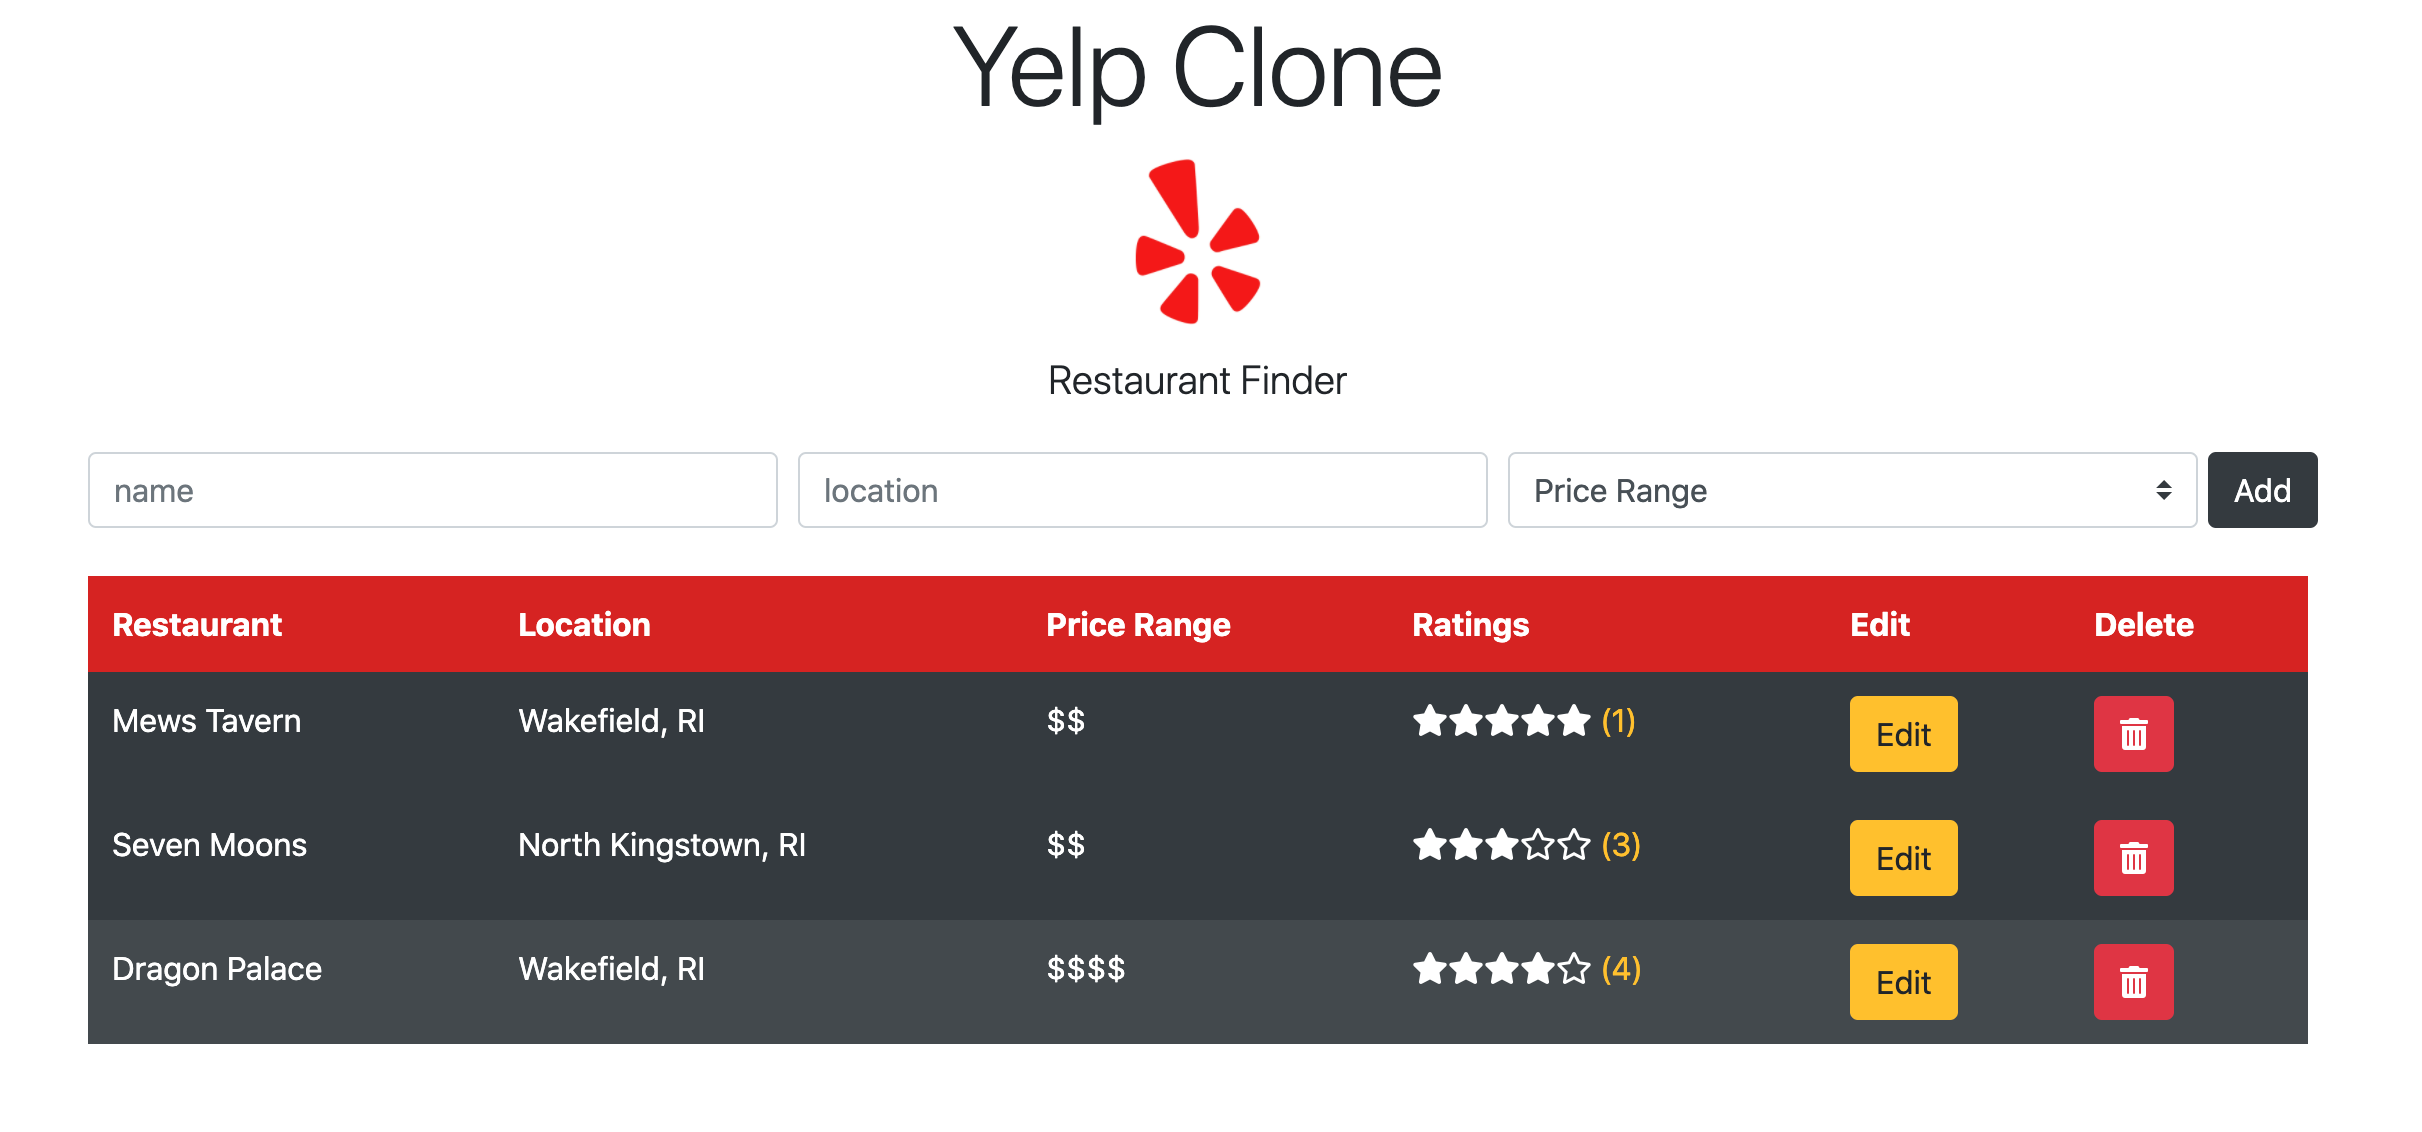 Yelp Clone
Restaurant Finder
name location Price Range Add
Restaurant Location Price Range Ratings Edit Delete
Mews Tavern Wakefield, RI $$ (1) Edit
Seven Moons North Kingstown, RI $$ (3) Edit
Dragon Palace Wakefield, RI $$$$ (4) Edit